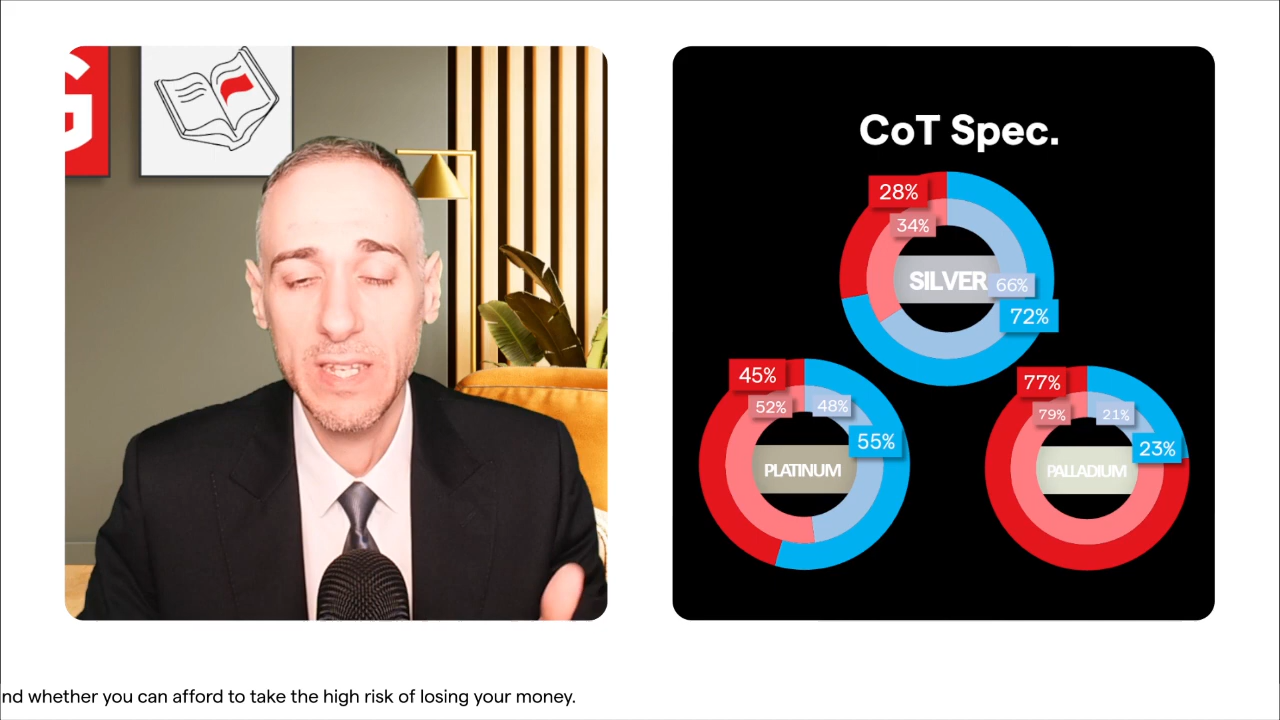 G
CoT Spec.
28%
34%
SILVER
66%
72%
45%
52%
48%
55%
PLATINUM
77%
79%
21%
23%
PALLADIUM
nd whether you can afford to take the high risk of losing your money.